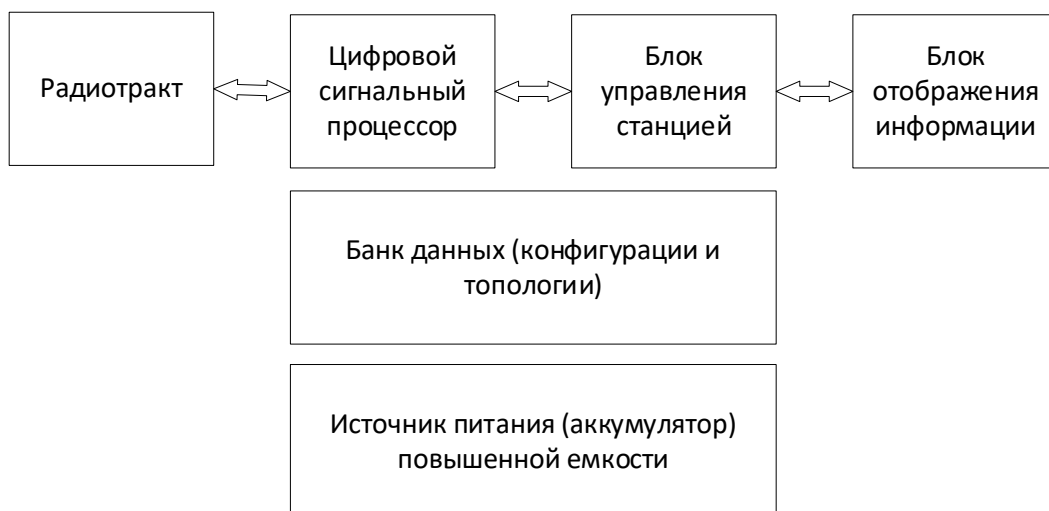 Радиотракт
Цифровой
сигнальный
процессор
Блок
управления
станцией
Блок
отображения
информации
Банк данных (конфигурации и
топологии)
Источник питания (аккумулятор)
повышенной емкости